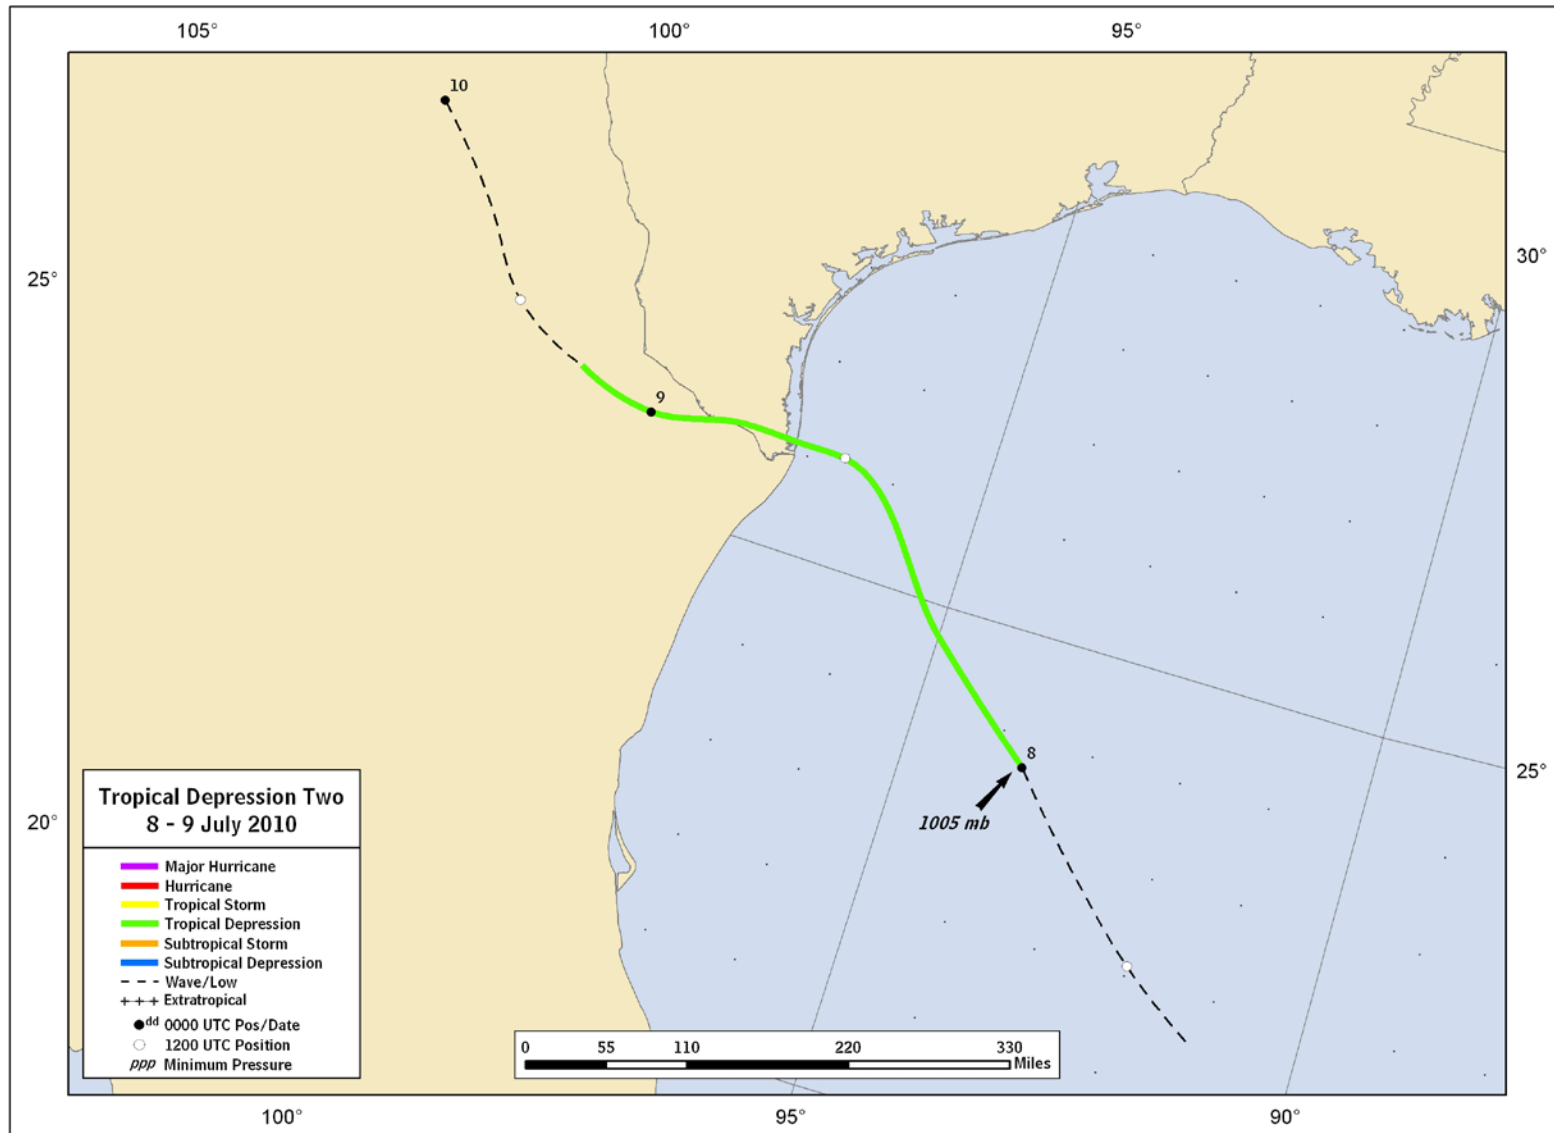 105° 100° 95°
10
25°
30°
9
8
25°
1005 mb
20°
Tropical Depression Two
8 - 9 July 2010
Major Hurricane
Hurricane
Tropical Storm
Tropical Depression
Subtropical Storm
Subtropical Depression
Wave/Low
Extratropical
dd 0000 UTC Pos/Date
1200 UTC Position
ppp Minimum Pressure
0 55 110 220 330
Miles
100° 95° 90°